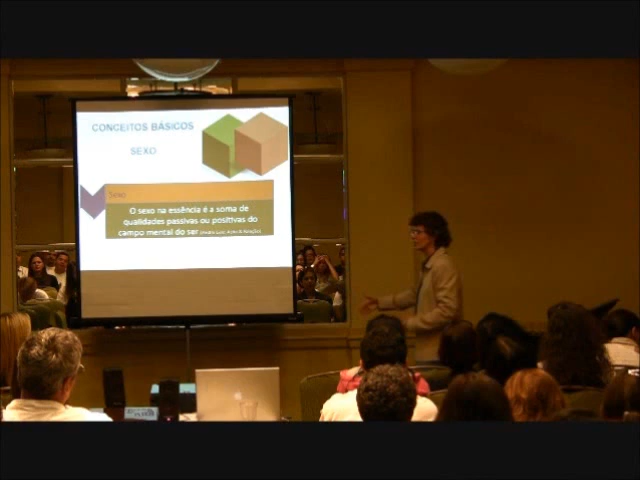 CONCEITOS BÁSICOS
SEXO
Sexo
O sexo na essência é a soma de
qualidades passivas ou positivas do
campo mental do ser